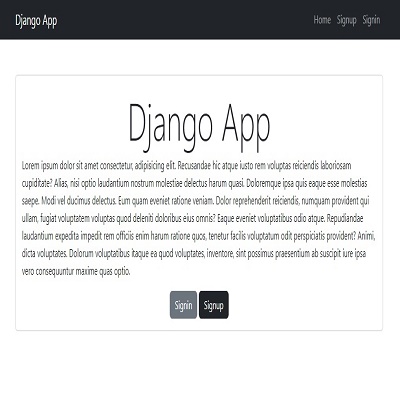 Django App
Home Signup Signin
Django App
Lorem ipsum dolor sit amet consectetur, adipisicing elit. Recusandae hic atque iusto rem voluptas reiciendis laboriosam
cupiditate? Alias, nisi optio laudantium nostrum molestiae delectus harum quasi. Doloremque ipsa quis eaque esse molestias
saepe. Modi vel ducimus delectus. Eum quam eveniet ratione veniam. Dolor reprehenderit reiciendis, numquam provident qui
ullam, fugiat voluptatem voluptas quod deleniti doloribus eius omnis? Eaque eveniet voluptatibus odio atque. Repudiandae
laudantium expedita impedit rem officiis enim harum ratione quos, tenetur facilis voluptatum odit perspiciatis provident? Animi,
dicta voluptates. Dolorum voluptatibus itaque ea quod voluptates, inventore, sint possimus praesentium ab suscipit iure ipsa
vero consequuntur maxime quas optio.
Signin Signup